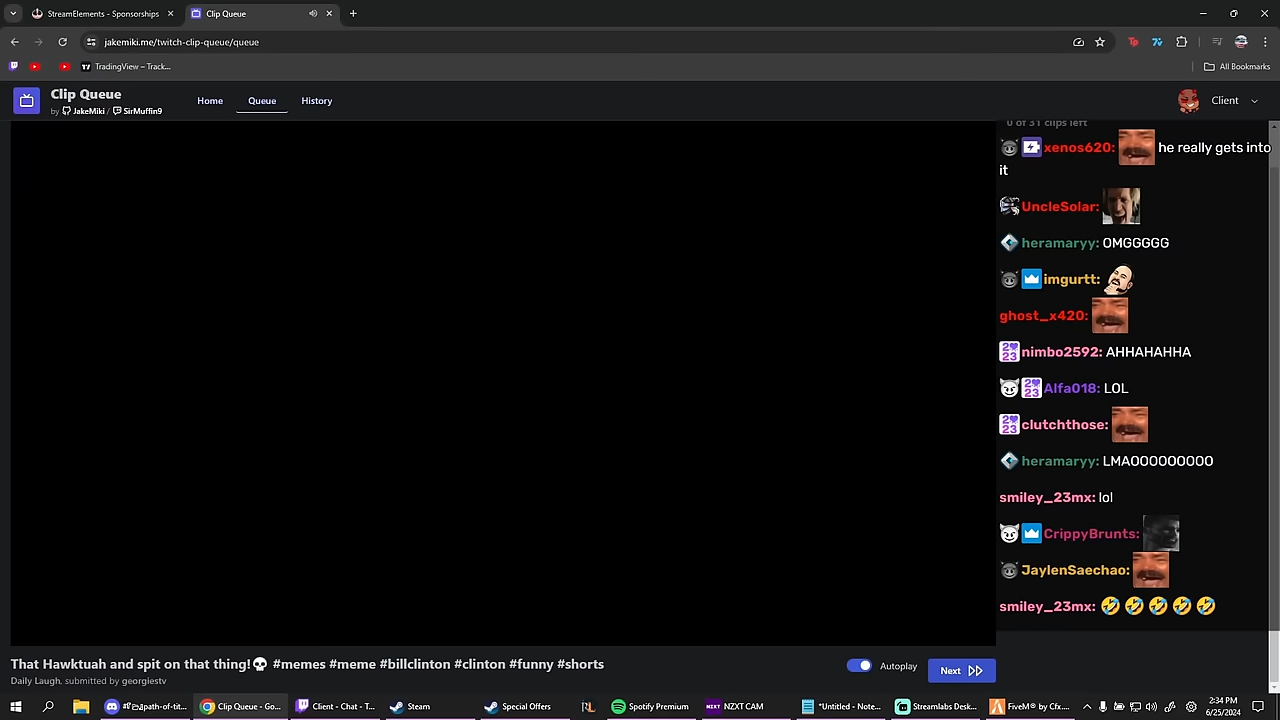 StreamElements - Sponsorships
Clip Queue
jakemiki.me/twitch-clip-queue/queue
TradingView – Track...
All Bookmarks
Clip Queue
by JakeMiki / SirMuffin9
Home
Queue
History
Client
0 of 31 clips left
xenos620: he really gets into
it
UncleSolar:
heramaryy: OMGGGGG
imgurtt:
ghost_x420:
nimbo2592: AHHAHAHHA
Alfa018: LOL
clutchthose:
heramaryy: LMAOOOOOOOOO
smiley_23mx: lol
CrippyBrunts:
JaylenSaechao:
smiley_23mx: 🤣 🤣 🤣 🤣 🤣
That Hawktuah and spit on that thing!💀 #memes #meme #billclinton #clinton #funny #shorts
Daily Laugh, submitted by georgiestv
Autoplay
Next
Clip Queue - Go...
Client - Chat - T...
Steam
Special Offers
Spotify Premium
NZXT CAM
*Untitled - Note...
Streamlabs Desk...
FiveM® by Cfx....
2:34 PM
6/25/2024